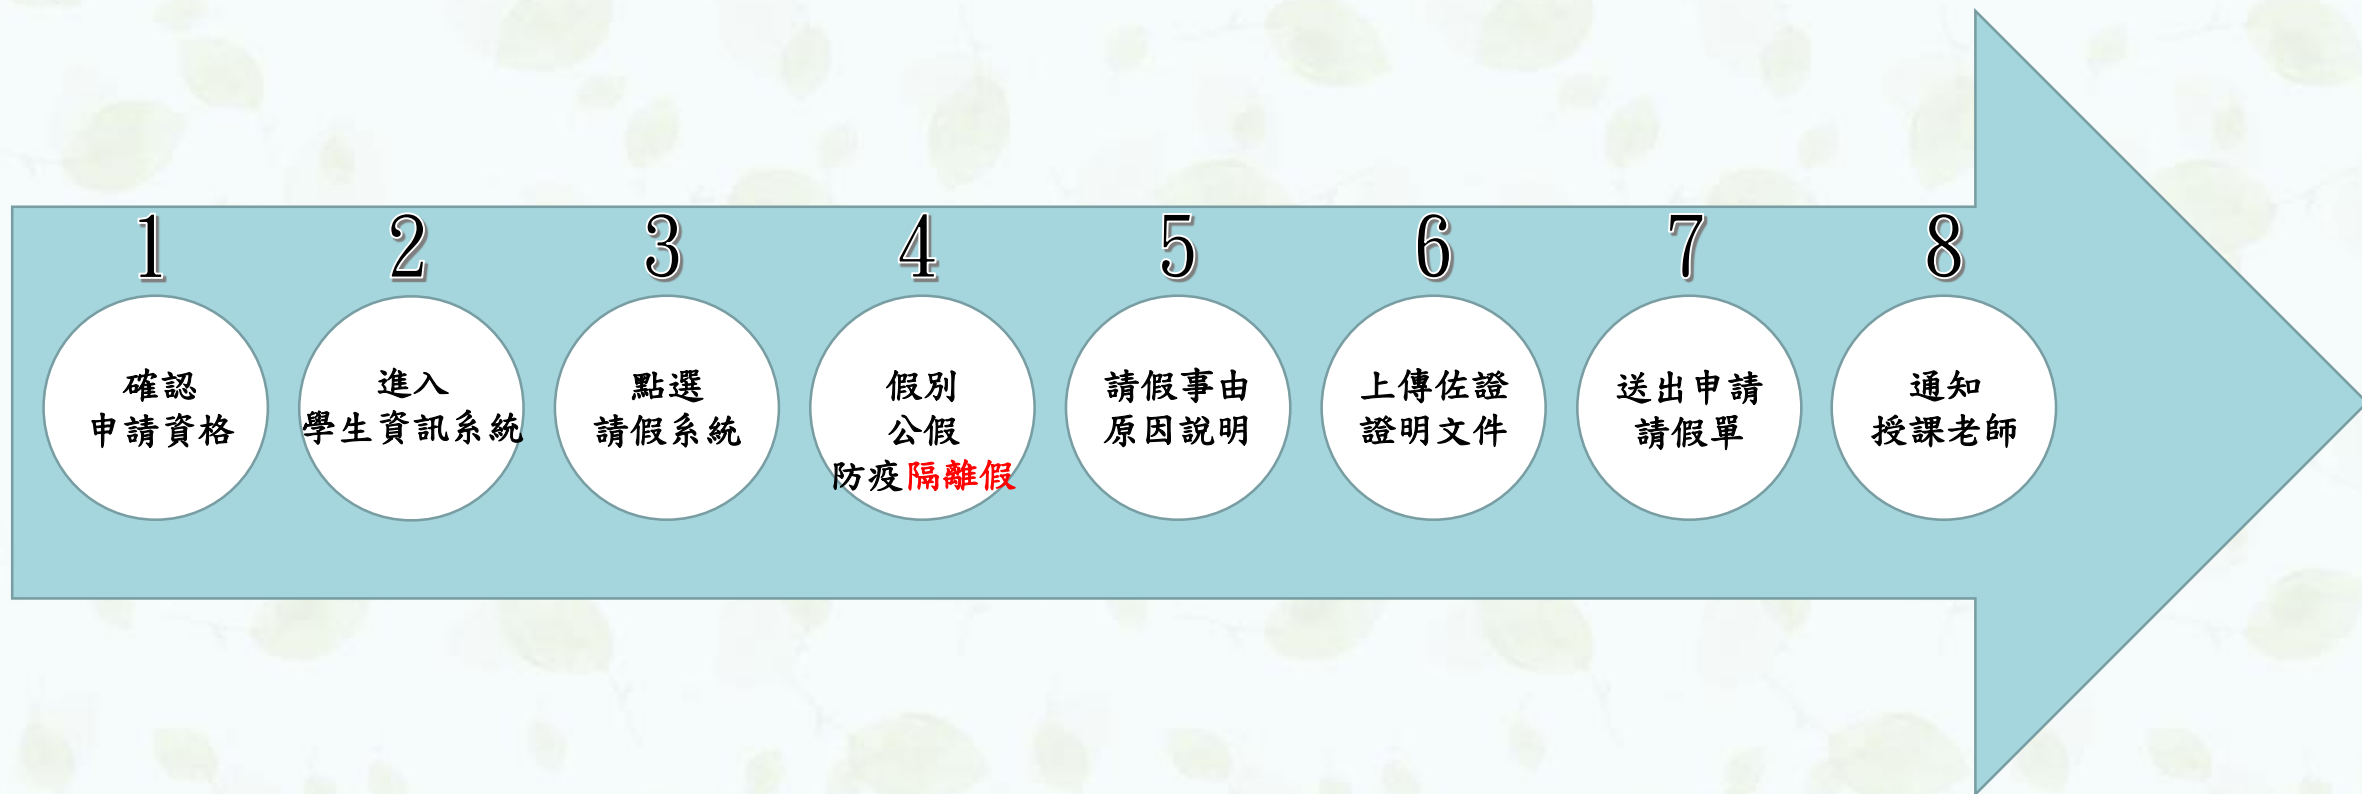 1
確認
申請資格
2
進入
學生資訊系統
3
點選
請假系統
4
假別
公假
防疫隔離假
5
請假事由
原因說明
6
上傳佐證
證明文件
7
送出申請
請假單
8
通知
授課老師